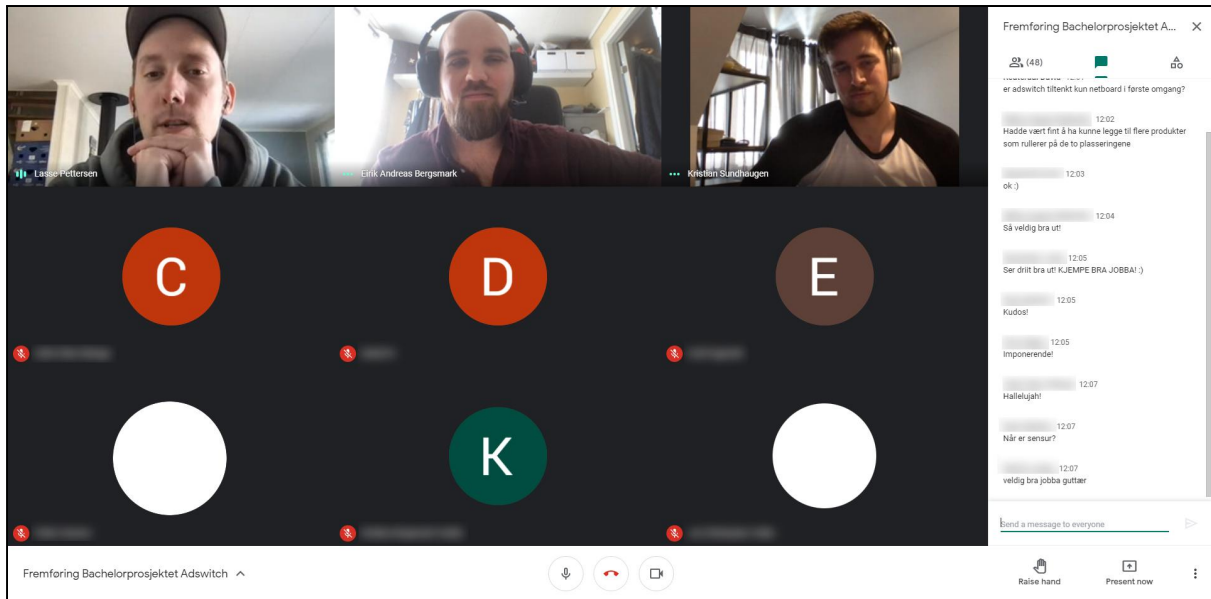 Fremføring Bachelorprosjektet A...
(48)
er adswitch tiltenkt kun netboard i første omgang?
12:02
Hadde vært fint å ha kunne legge til flere produkter
som rullerer på de to plasseringene
12:03
ok :)
12:04
Så veldig bra ut!
12:05
Ser driit bra ut! KJEMPE BRA JOBBA! :)
12:05
Kudos!
12:05
Imponerende!
12:07
Hallelujah!
12:07
Når er sensur?
12:07
veldig bra jobba guttær
Send a message to everyone
Lasse Pettersen
Eirik Andreas Bergsmark
Kristian Sundhaugen
C
D
E
K
Fremføring Bachelorprosjektet Adswitch
Raise hand
Present now